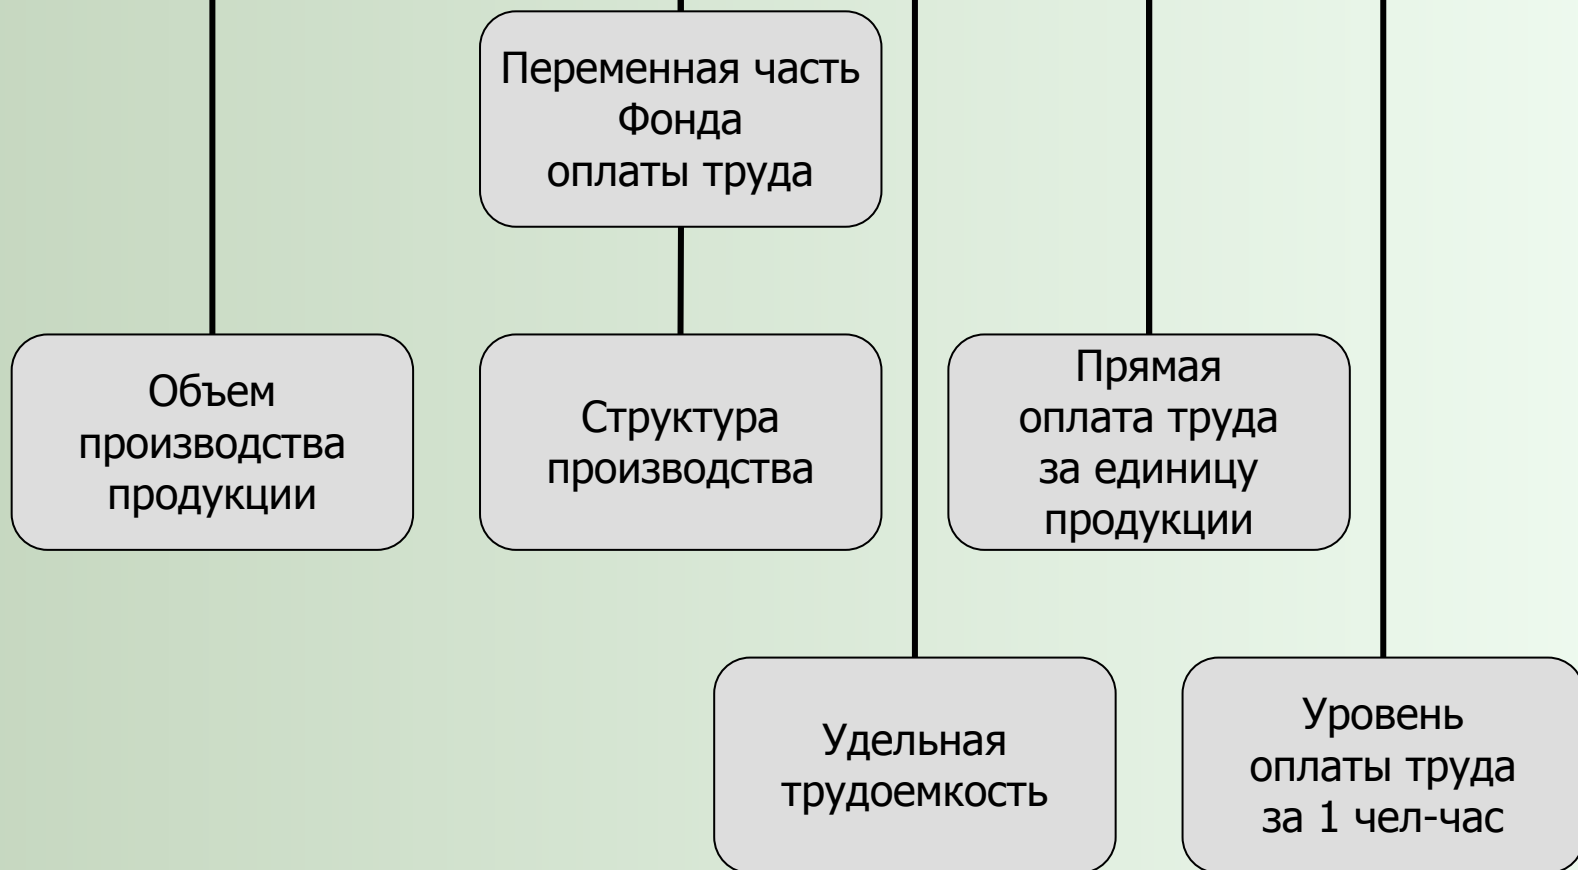 Переменная часть
Фонда
оплаты труда
Объем
производства
продукции
Структура
производства
Прямая
оплата труда
за единицу
продукции
Удельная
трудоемкость
Уровень
оплаты труда
за 1 чел-час